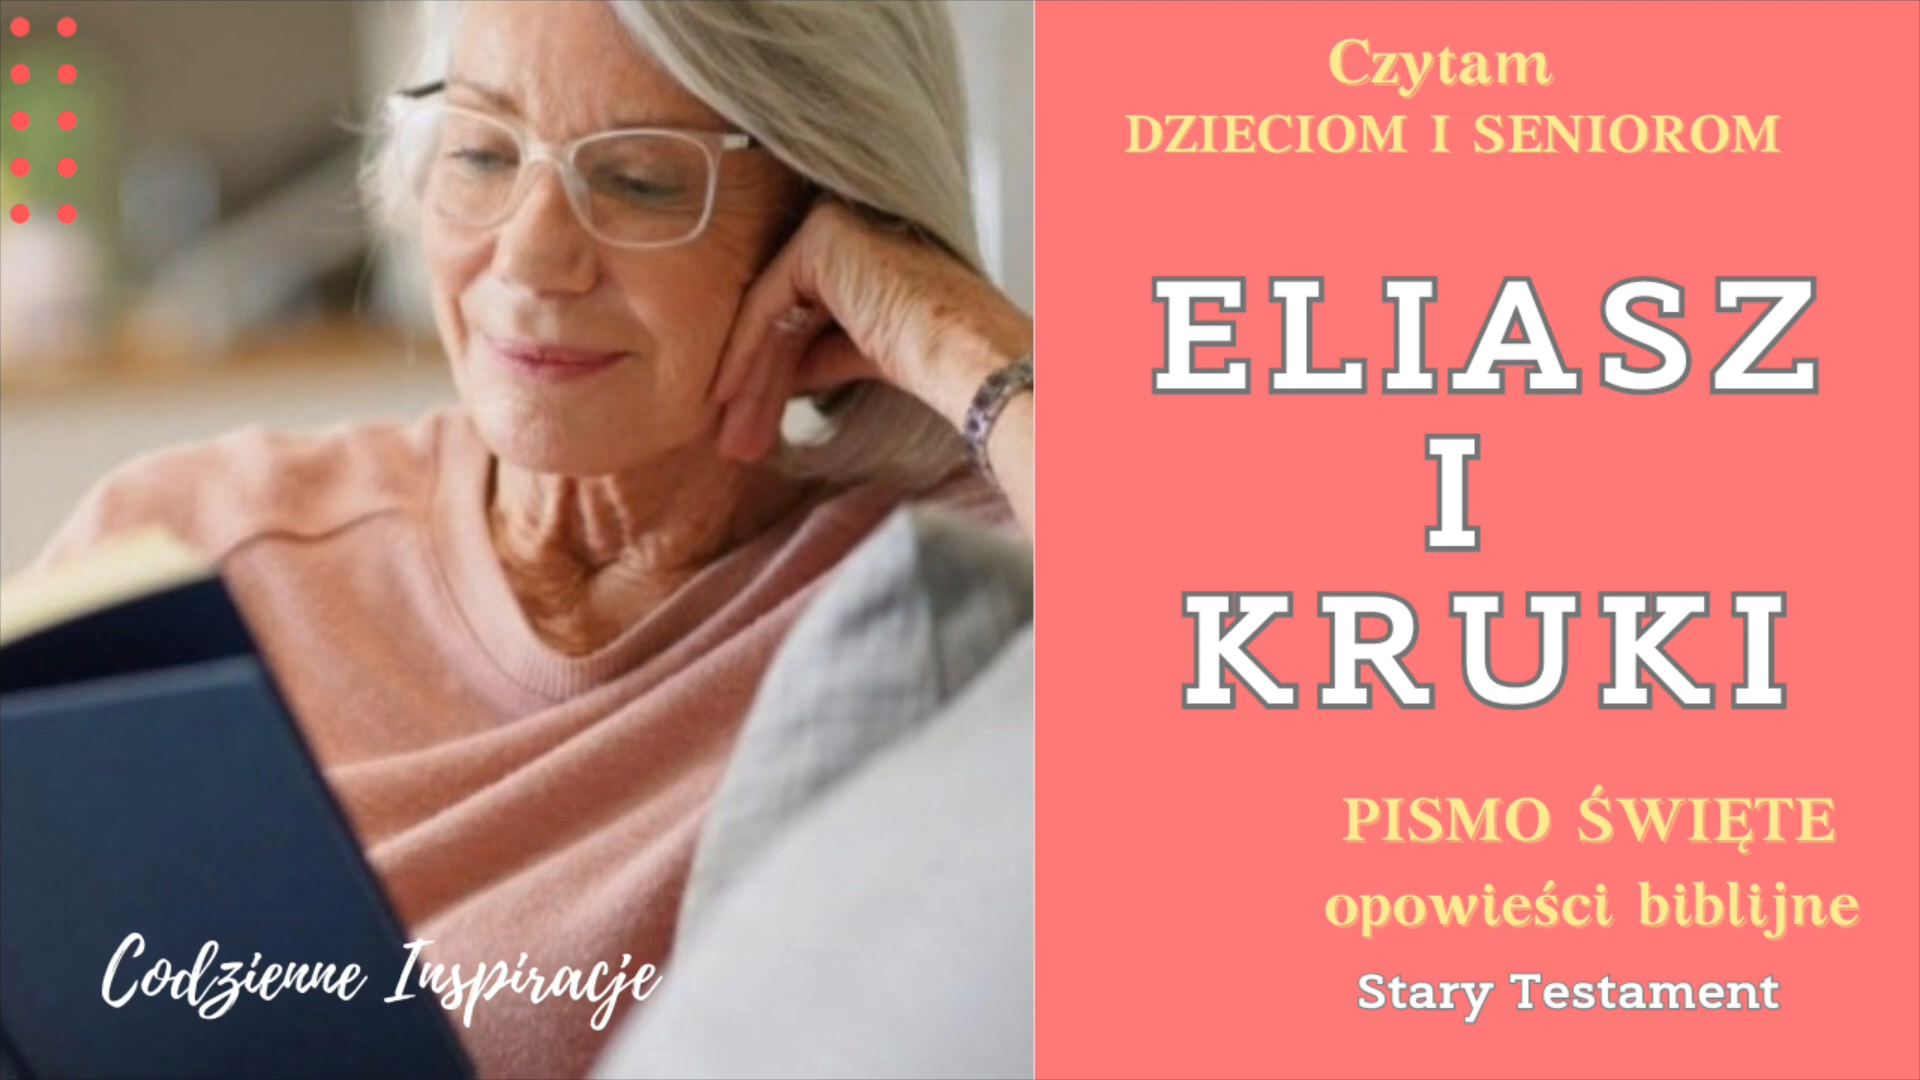 Czytam
DZIECIOM I SENIOROM
ELIASZ
I
KRUKI
PISMO ŚWIĘTE
opowieści biblijne
Stary Testament
Codzienne Inspiracje